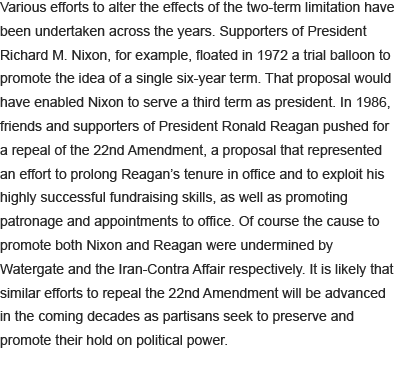 Various efforts to alter the effects of the two-term limitation have
been undertaken across the years. Supporters of President
Richard M. Nixon, for example, floated in 1972 a trial balloon to
promote the idea of a single six-year term. That proposal would
have enabled Nixon to serve a third term as president. In 1986,
friends and supporters of President Ronald Reagan pushed for
a repeal of the 22nd Amendment, a proposal that represented
an effort to prolong Reagan’s tenure in office and to exploit his
highly successful fundraising skills, as well as promoting
patronage and appointments to office. Of course the cause to
promote both Nixon and Reagan were undermined by
Watergate and the Iran-Contra Affair respectively. It is likely that
similar efforts to repeal the 22nd Amendment will be advanced
in the coming decades as partisans seek to preserve and
promote their hold on political power.